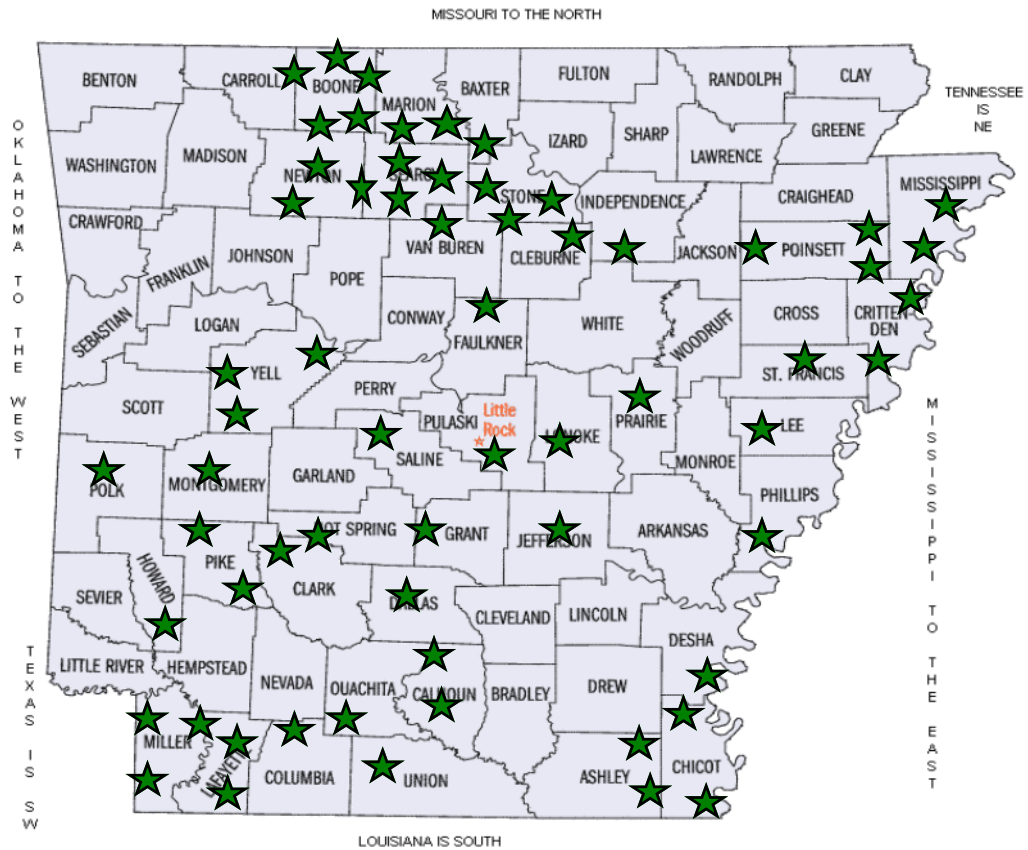 MISSOURI TO THE NORTH
BENTON
CARROLL
BOONE
MARION
BAXTER
FULTON
RANDOLPH
CLAY
TENNESSEE
IS
NE
OKLAHOMA TO THE WEST
WASHINGTON
MADISON
NEWTON
IZARD
SHARP
LAWRENCE
GREENE
STONE
INDEPENDENCE
CRAIGHEAD
MISSISSIPPI
CRAWFORD
FRANKLIN
JOHNSON
POPE
VAN BUREN
CLEBURNE
JACKSON
POINSETT
SEBASTIAN
LOGAN
CONWAY
FAULKNER
WHITE
WOODRUFF
CROSS
CRITTEN
DEN
SCOTT
YELL
PERRY
PULASKI
Little
Rock
PRAIRIE
ST. FRANCIS
LEE
MISSISSIPPI TO THE EAST
POLK
MONTGOMERY
GARLAND
SALINE
MONROE
PHILLIPS
HOWARD
PIKE
OT SPRING
GRANT
JEFFERSON
ARKANSAS
SEVIER
CLARK
CLEVELAND
LINCOLN
DESHA
LITTLE RIVER
HEMPSTEAD
NEVADA
OUACHITA
CALHOUN
BRADLEY
DREW
TEXAS IS SW
MILLER
COLUMBIA
UNION
ASHLEY
CHICOT
LOUISIANA IS SOUTH